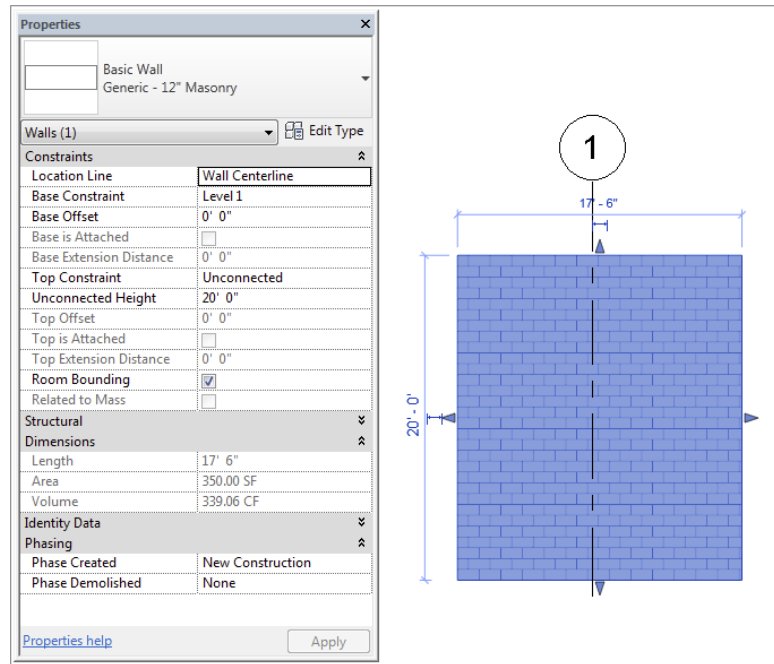 Properties
x
Basic Wall
Generic - 12" Masonry
Walls (1)
Edit Type
Constraints
Location Line Wall Centerline
Base Constraint Level 1
Base Offset 0' 0"
Base is Attached
Base Extension Distance 0' 0"
Top Constraint Unconnected
Unconnected Height 20' 0"
Top Offset 0' 0"
Top is Attached
Top Extension Distance 0' 0"
Room Bounding
Related to Mass
Structural
Dimensions
Length 17' 6"
Area 350.00 SF
Volume 339.06 CF
Identity Data
Phasing
Phase Created New Construction
Phase Demolished None
Properties help
Apply
1
17' - 6"
20' - 0"